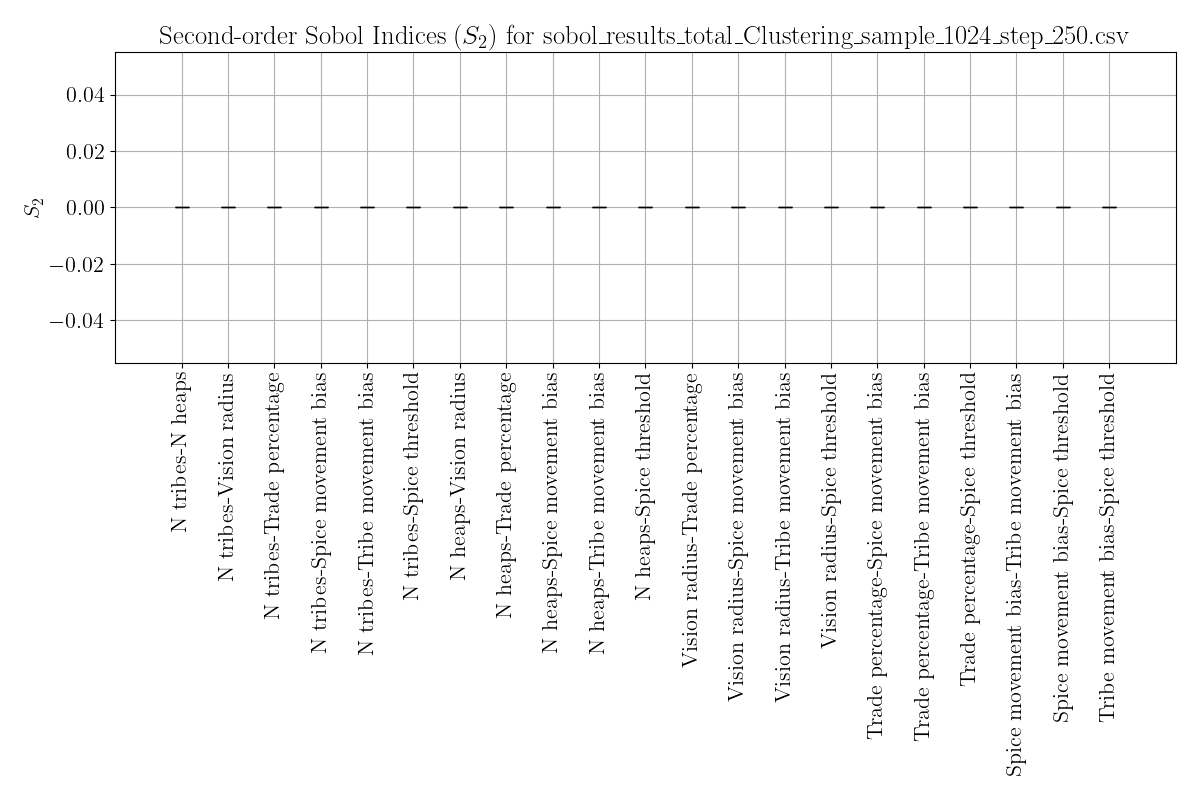 Second-order Sobol Indices (S₂) for sobol_results_total_Clustering_sample_1024_step_250.csv
0.04
0.02
0.00
−0.02
−0.04
S₂
N tribes-N heaps
N tribes-Vision radius
N tribes-Trade percentage
N tribes-Spice movement bias
N tribes-Tribe movement bias
N tribes-Spice threshold
N heaps-Vision radius
N heaps-Trade percentage
N heaps-Spice movement bias
N heaps-Tribe movement bias
N heaps-Spice threshold
Vision radius-Trade percentage
Vision radius-Spice movement bias
Vision radius-Tribe movement bias
Vision radius-Spice threshold
Trade percentage-Spice movement bias
Trade percentage-Tribe movement bias
Trade percentage-Spice threshold
Spice movement bias-Tribe movement bias
Spice movement bias-Spice threshold
Tribe movement bias-Spice threshold